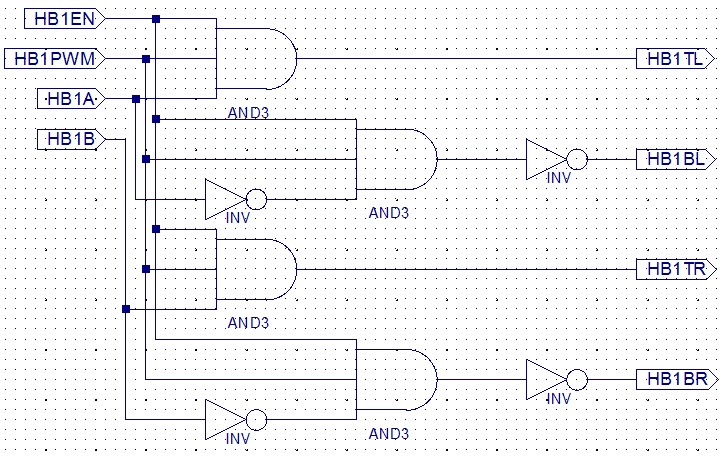 HB1EN
HB1PWM
HB1TL
HB1A
AND3
HB1B
HB1BL
INV
INV
AND3
HB1TR
AND3
HB1BR
INV
INV
AND3